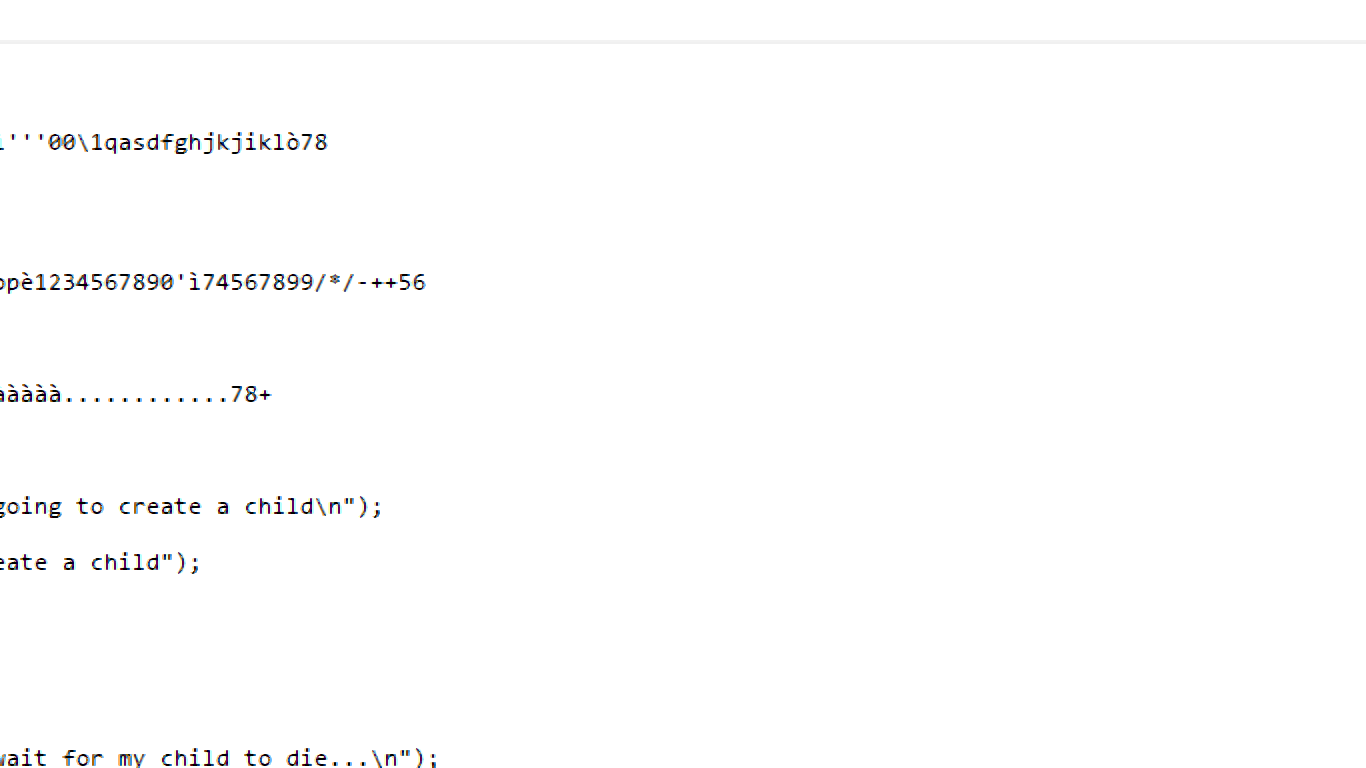 '''00\1qasdfghjkjiklò78
opè1234567890'ì74567899/*/-++56
aàààà............78+
going to create a child\n");
eate a child");
wait for my child to die...\n");